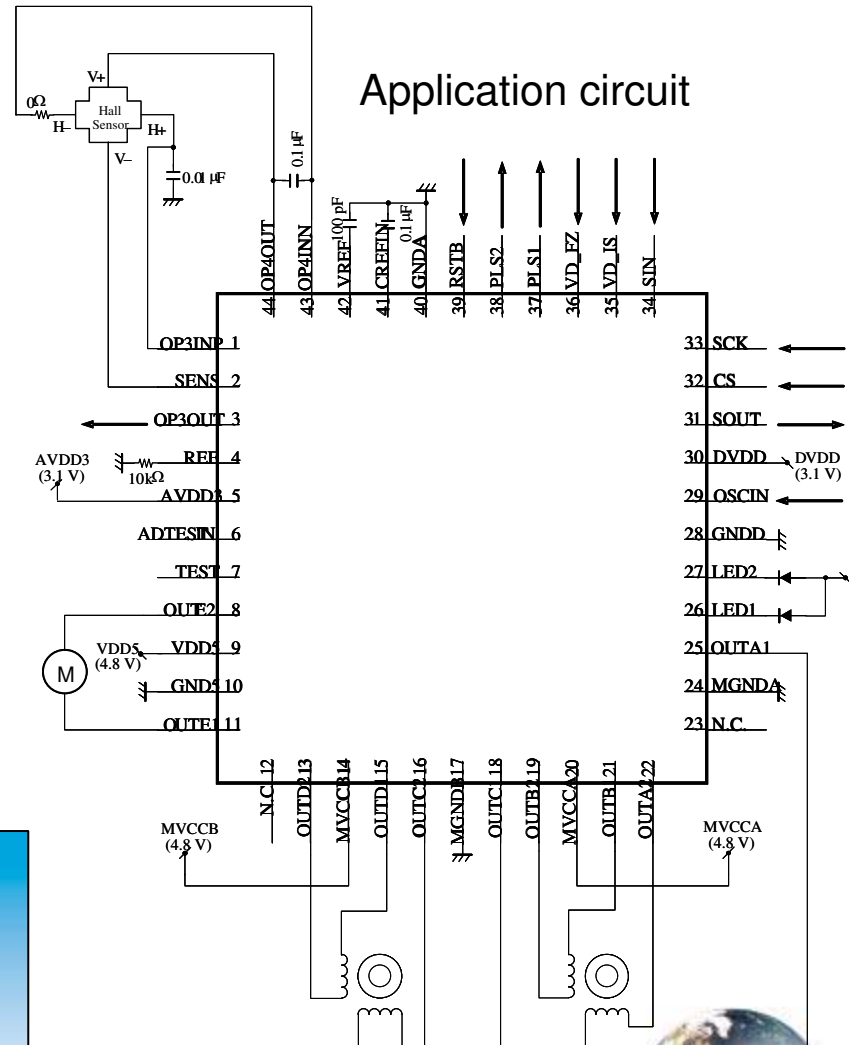 Application circuit
V+
0Ω
H–
Hall
Sensor
H+
V–
0.01 µF
0.1 µF
100 pF
0.1 µF
44 OP4OUT
43 OP4INN
42 VREF
41 CREFIN
40 GNDA
39 RSTB
38 PLS2
37 PLS1
36 VD_FZ
35 VD_IS
34 SIN
OP3INP 1
SENS 2
OP3OUT 3
REF 4
10kΩ
AVDD3
(3.1 V)
AVDD3 5
ADTESTIN 6
TEST 7
OUTE2 8
VDD5
(4.8 V)
VDD5 9
M
GND5 10
OUTE1 11
33 SCK
32 CS
31 SOUT
30 DVDD
DVDD
(3.1 V)
29 OSCIN
28 GNDD
27 LED2
26 LED1
25 OUTA1
24 MGNDA
23 N.C.
N.C. 12
OUTD2 13
MVCCB 14
OUTD1 15
OUTC2 16
MGNDB 17
OUTC1 18
OUTB2 19
MVCCA 20
OUTB1 21
OUTA2 22
MVCCB
(4.8 V)
MVCCA
(4.8 V)